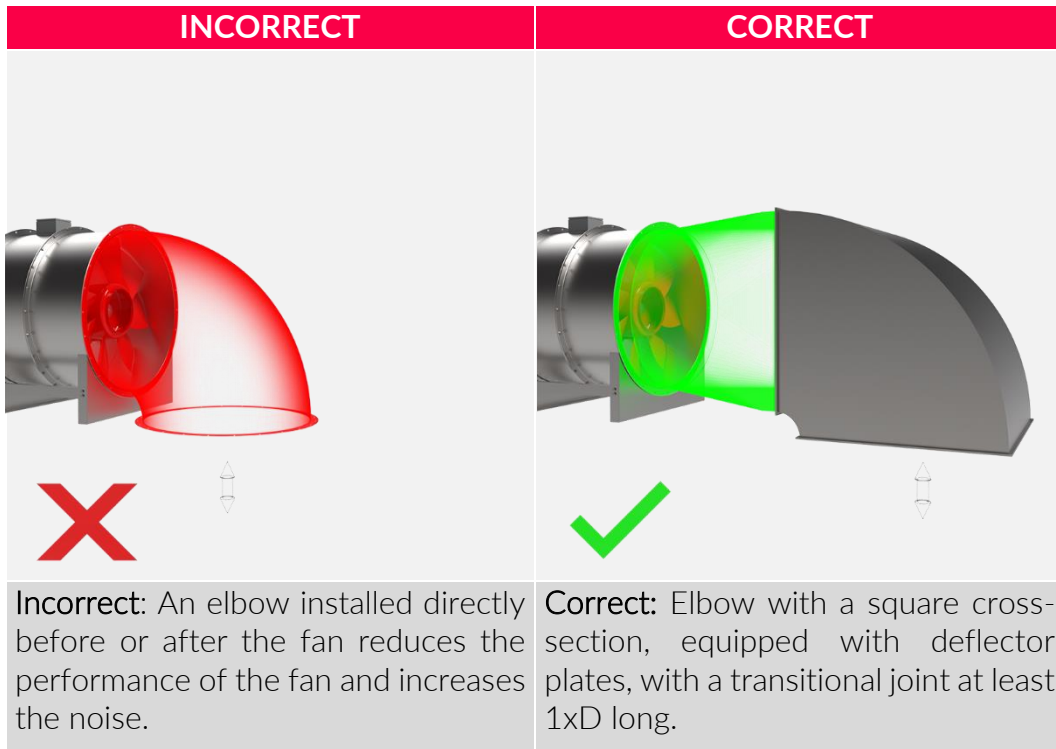 INCORRECT
CORRECT
Incorrect: An elbow installed directly
before or after the fan reduces the
performance of the fan and increases
the noise.
Correct: Elbow with a square cross-
section, equipped with deflector
plates, with a transitional joint at least
1xD long.